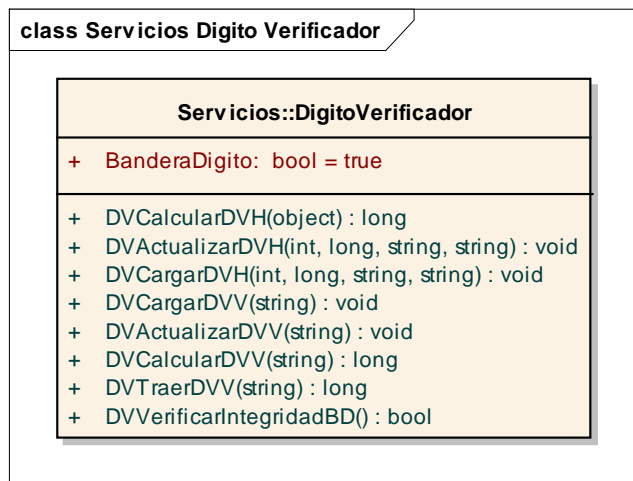 class Servicios Digito Verificador
Servicios::DigitoVerificador
+ BanderaDigito: bool = true
+ DVCalcularDVH(object) : long
+ DVActualizarDVH(int, long, string, string) : void
+ DVCargarDVH(int, long, string, string) : void
+ DVCargarDVV(string) : void
+ DVActualizarDVV(string) : void
+ DVCalcularDVV(string) : long
+ DVTraerDVV(string) : long
+ DVVerificarIntegridadBD() : bool